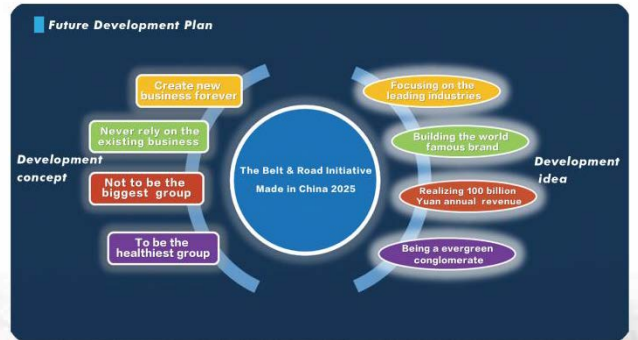 Future Development Plan
Development
concept
Create new
business forever
Never rely on the
existing business
Not to be the
biggest group
To be the
healthiest group
The Belt & Road Initiative
Made in China 2025
Focusing on the
leading industries
Building the world
famous brand
Realizing 100 billion
Yuan annual revenue
Being a evergreen
conglomerate
Development
idea